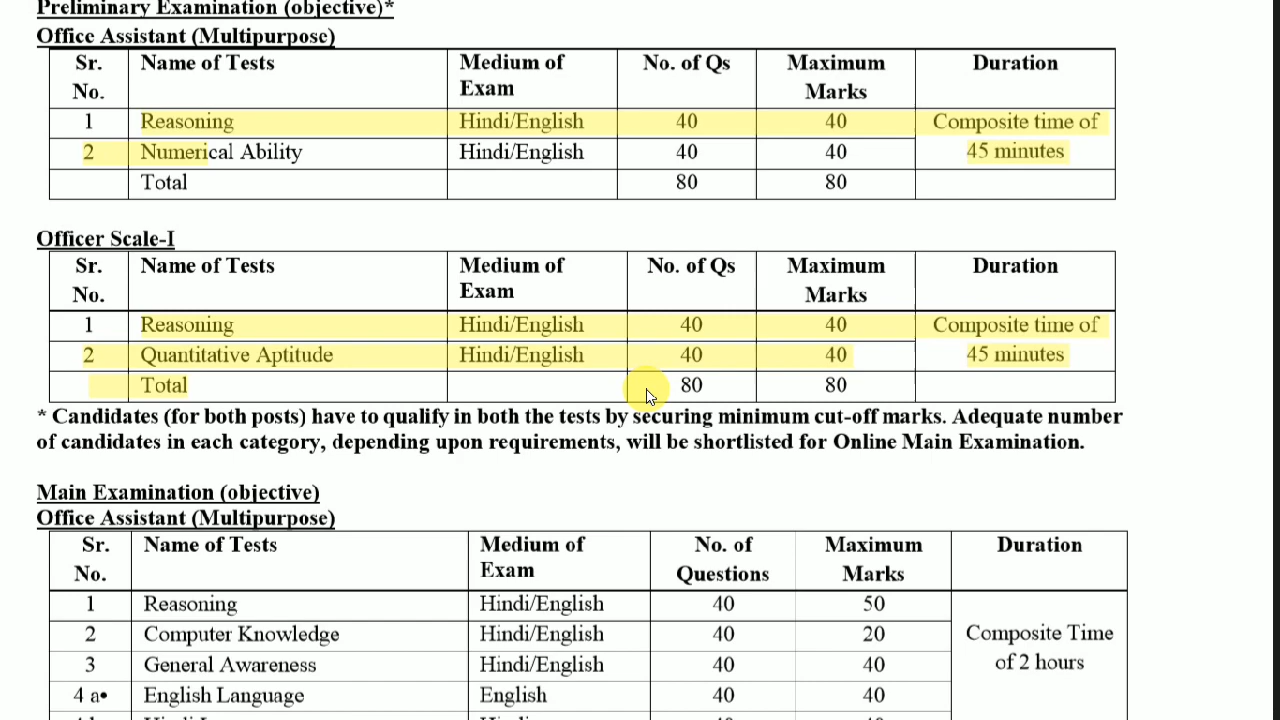 Preliminary Examination (objective)*
Office Assistant (Multipurpose)
Sr. No. Name of Tests Medium of Exam No. of Qs Maximum Marks Duration
1 Reasoning Hindi/English 40 40 Composite time of 45 minutes
2 Numerical Ability Hindi/English 40 40
Total 80 80
Officer Scale-I
Sr. No. Name of Tests Medium of Exam No. of Qs Maximum Marks Duration
1 Reasoning Hindi/English 40 40 Composite time of 45 minutes
2 Quantitative Aptitude Hindi/English 40 40
Total 80 80
* Candidates (for both posts) have to qualify in both the tests by securing minimum cut-off marks. Adequate number
of candidates in each category, depending upon requirements, will be shortlisted for Online Main Examination.
Main Examination (objective)
Office Assistant (Multipurpose)
Sr. No. Name of Tests Medium of Exam No. of Questions Maximum Marks Duration
1 Reasoning Hindi/English 40 50 Composite Time of 2 hours
2 Computer Knowledge Hindi/English 40 20
3 General Awareness Hindi/English 40 40
4 a• English Language English 40 40